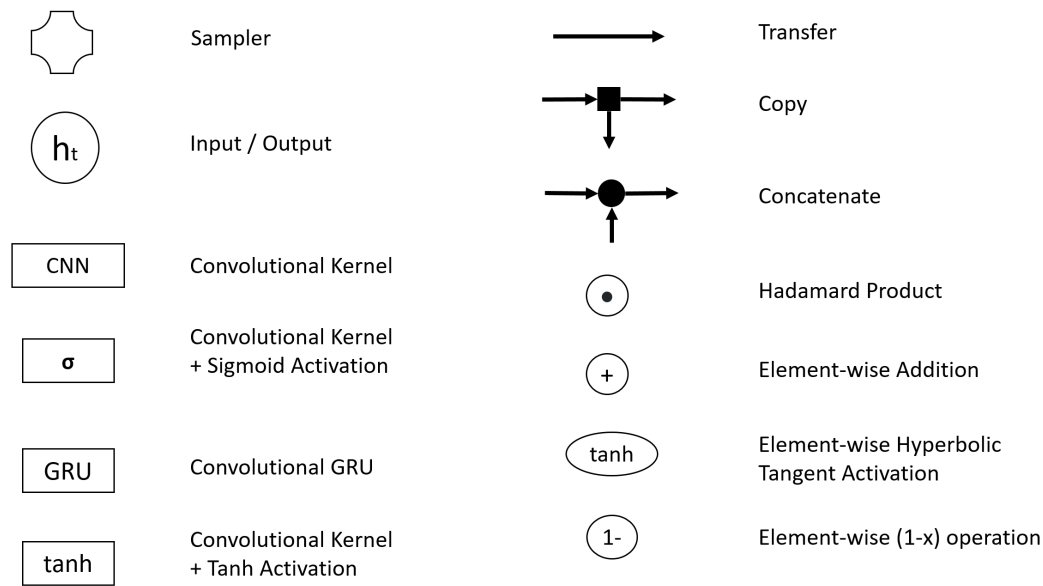 Sampler
ht
Input / Output
CNN
Convolutional Kernel
σ
Convolutional Kernel
+ Sigmoid Activation
GRU
Convolutional GRU
tanh
Convolutional Kernel
+ Tanh Activation
Transfer
Copy
Concatenate
Hadamard Product
+
Element-wise Addition
tanh
Element-wise Hyperbolic
Tangent Activation
1-
Element-wise (1-x) operation